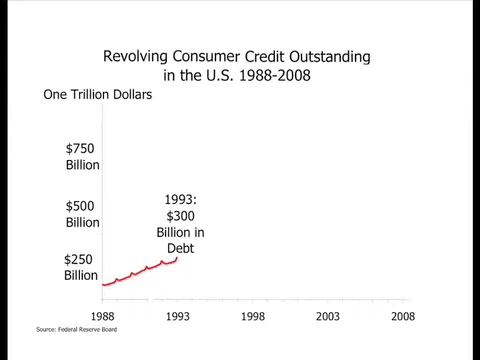 Revolving Consumer Credit Outstanding
in the U.S. 1988-2008
One Trillion Dollars
$750
Billion
$500
Billion
1993:
$300
Billion in
Debt
$250
Billion
1988 1993 1998 2003 2008
Source: Federal Reserve Board